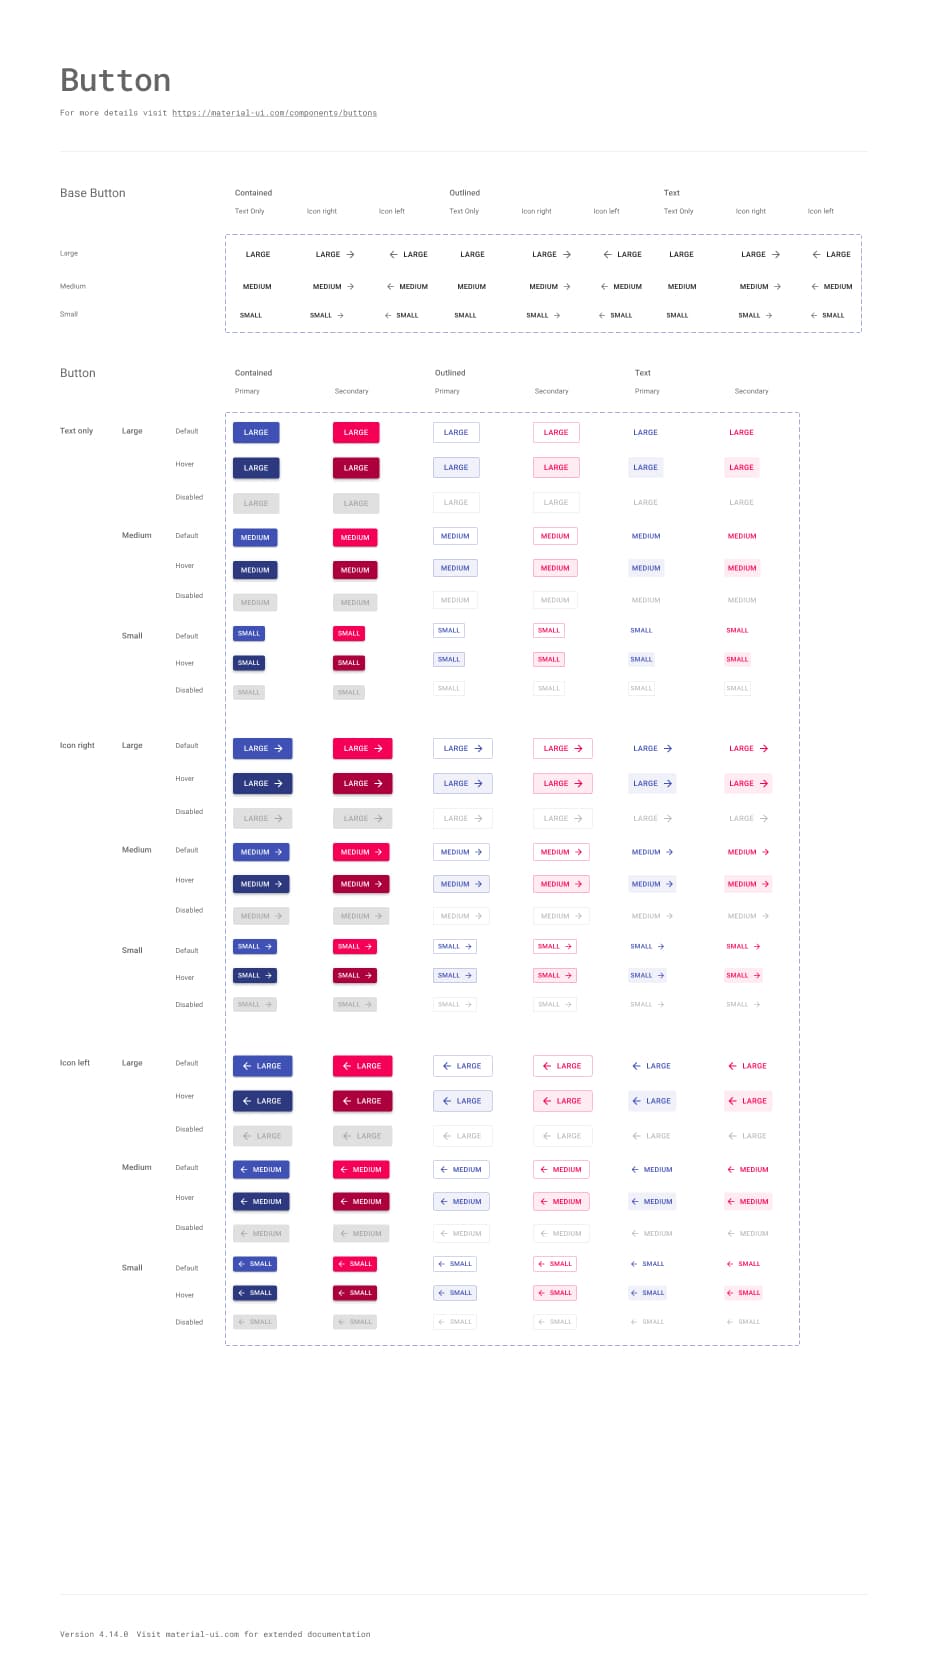 Button
For more details visit https://material-ui.com/components/buttons
Base Button Contained Outlined Text
Text Only Icon right Icon left Text Only Icon right Icon left Text Only Icon right Icon left
Large LARGE LARGE LARGE LARGE LARGE LARGE LARGE LARGE LARGE
Medium MEDIUM MEDIUM MEDIUM MEDIUM MEDIUM MEDIUM MEDIUM MEDIUM MEDIUM
Small SMALL SMALL SMALL SMALL SMALL SMALL SMALL SMALL SMALL
Button Contained Outlined Text
Primary Secondary Primary Secondary Primary Secondary
Text only Large Default LARGE LARGE LARGE LARGE LARGE LARGE
Hover LARGE LARGE LARGE LARGE LARGE LARGE
Disabled LARGE LARGE LARGE LARGE LARGE LARGE
Medium Default MEDIUM MEDIUM MEDIUM MEDIUM MEDIUM MEDIUM
Hover MEDIUM MEDIUM MEDIUM MEDIUM MEDIUM MEDIUM
Disabled MEDIUM MEDIUM MEDIUM MEDIUM MEDIUM MEDIUM
Small Default SMALL SMALL SMALL SMALL SMALL SMALL
Hover SMALL SMALL SMALL SMALL SMALL SMALL
Disabled SMALL SMALL SMALL SMALL SMALL SMALL
Icon right Large Default LARGE LARGE LARGE LARGE LARGE LARGE
Hover LARGE LARGE LARGE LARGE LARGE LARGE
Disabled LARGE LARGE LARGE LARGE LARGE LARGE
Medium Default MEDIUM MEDIUM MEDIUM MEDIUM MEDIUM MEDIUM
Hover MEDIUM MEDIUM MEDIUM MEDIUM MEDIUM MEDIUM
Disabled MEDIUM MEDIUM MEDIUM MEDIUM MEDIUM MEDIUM
Small Default SMALL SMALL SMALL SMALL SMALL SMALL
Hover SMALL SMALL SMALL SMALL SMALL SMALL
Disabled SMALL SMALL SMALL SMALL SMALL SMALL
Icon left Large Default LARGE LARGE LARGE LARGE LARGE LARGE
Hover LARGE LARGE LARGE LARGE LARGE LARGE
Disabled LARGE LARGE LARGE LARGE LARGE LARGE
Medium Default MEDIUM MEDIUM MEDIUM MEDIUM MEDIUM MEDIUM
Hover MEDIUM MEDIUM MEDIUM MEDIUM MEDIUM MEDIUM
Disabled MEDIUM MEDIUM MEDIUM MEDIUM MEDIUM MEDIUM
Small Default SMALL SMALL SMALL SMALL SMALL SMALL
Hover SMALL SMALL SMALL SMALL SMALL SMALL
Disabled SMALL SMALL SMALL SMALL SMALL SMALL
Version 4.14.0 Visit material-ui.com for extended documentation